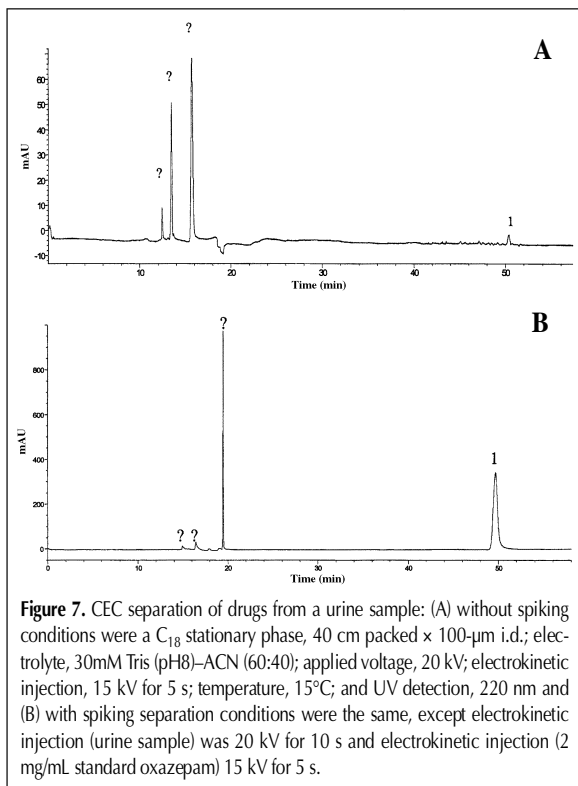 A
?
?
?
1
mAU
60
50
40
30
20
10
0
-10
10
20
30
40
50
Time (min)
B
?
? ?
1
mAU
800
600
400
200
0
0
10
20
30
40
50
Time (min)
Figure 7. CEC separation of drugs from a urine sample: (A) without spiking
conditions were a C18 stationary phase, 40 cm packed × 100-µm i.d.; elec-
trolyte, 30mM Tris (pH8)–ACN (60:40); applied voltage, 20 kV; electrokinetic
injection, 15 kV for 5 s; temperature, 15°C; and UV detection, 220 nm and
(B) with spiking separation conditions were the same, except electrokinetic
injection (urine sample) was 20 kV for 10 s and electrokinetic injection (2
mg/mL standard oxazepam) 15 kV for 5 s.